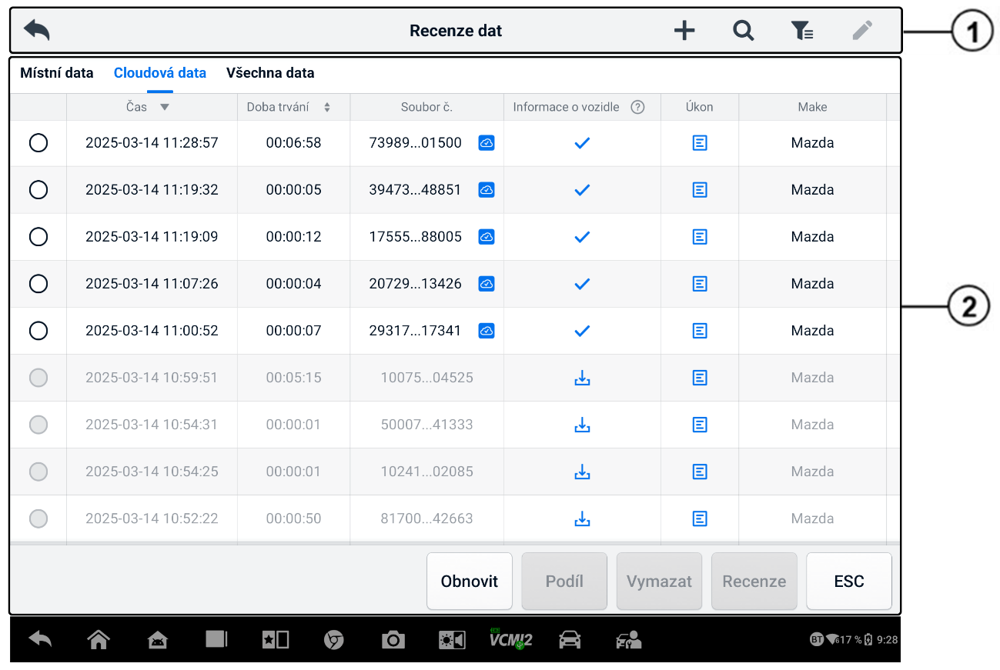 Recenze dat
1
Místní data Cloudová data Všechna data
Čas Doba trvání Soubor č. Informace o vozidle ? Úkon Make
2025-03-14 11:28:57 00:06:58 73989...01500 Mazda
2025-03-14 11:19:32 00:00:05 39473...48851 Mazda
2025-03-14 11:19:09 00:00:12 17555...88005 Mazda
2025-03-14 11:07:26 00:00:04 20729...13426 Mazda
2
2025-03-14 11:00:52 00:00:07 29317...17341 Mazda
2025-03-14 10:59:51 00:05:15 10075...04525 Mazda
2025-03-14 10:54:31 00:00:01 50007...41333 Mazda
2025-03-14 10:54:25 00:00:01 10241...02085 Mazda
2025-03-14 10:52:22 00:00:50 81700...42663 Mazda
Obnovit Podíl Vymazat Recenze ESC
VCMI2 BT 617 % 9:28